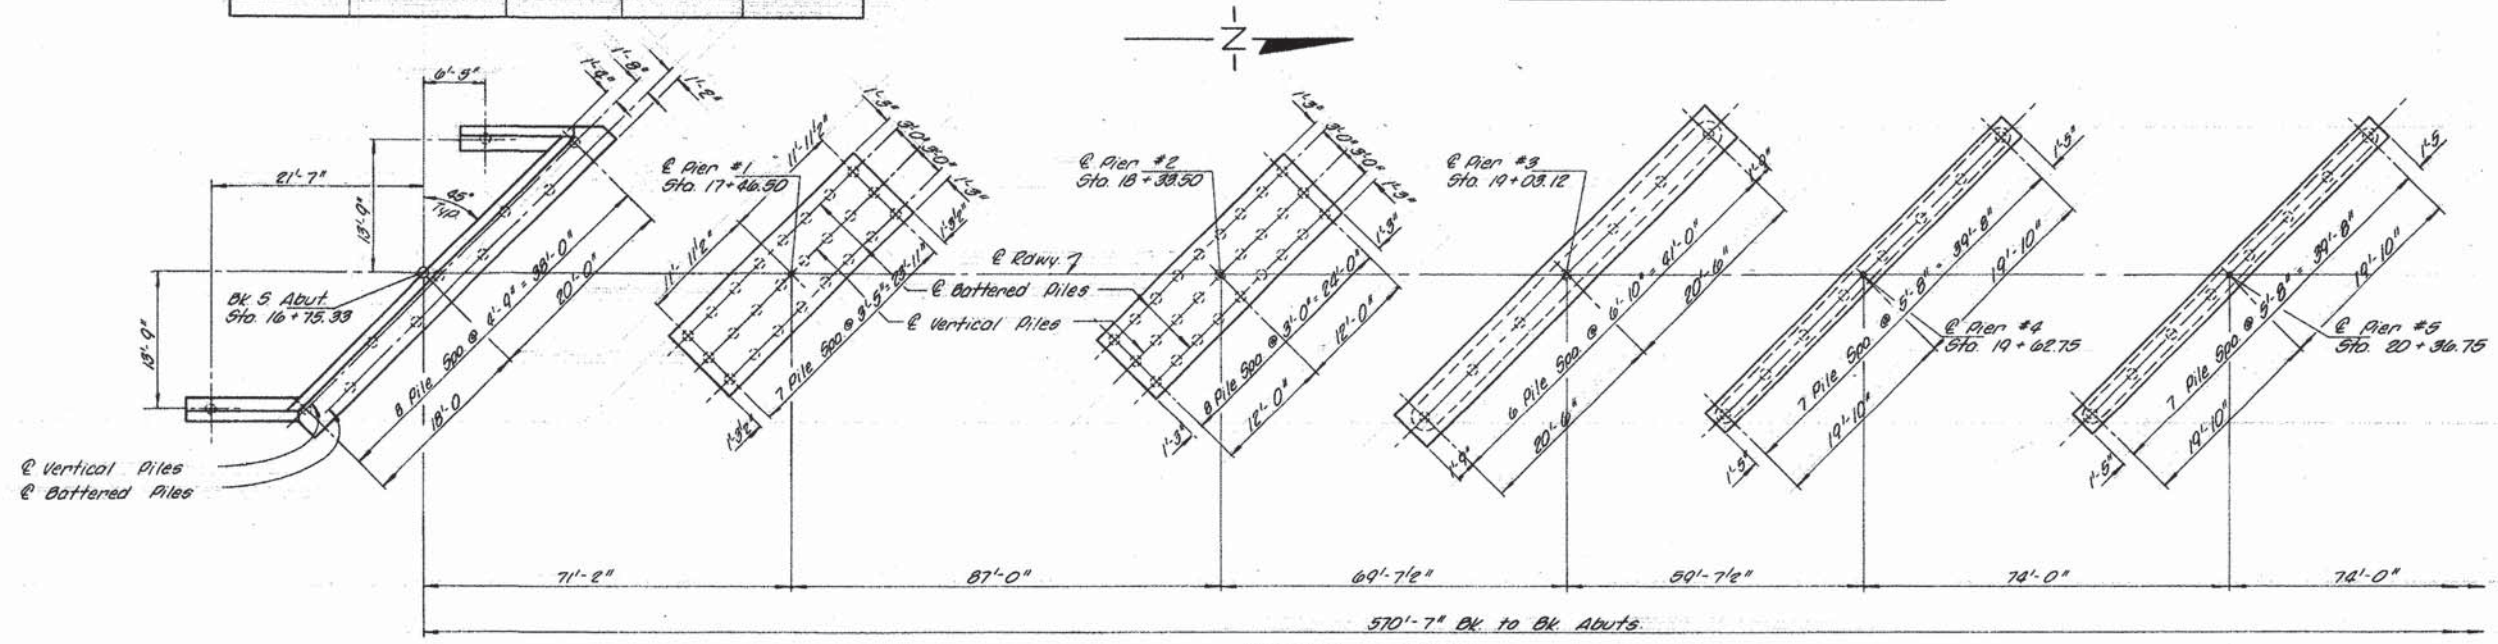 N
6'-5"
1'-4"
1'-8"
1'-2"
21'-7"
13'-9"
45°
Typ.
13'-9"
Bk. S. Abut.
Sta. 16+75.33
8 Pile Spa @ 4'-9" = 38'-0"
20'-0"
18'-0
℄ Vertical Piles
℄ Battered Piles
℄ Pier #1
Sta. 17+46.50
11'-11½"
11'-11½"
1'-3"
3'-0"
3'-0"
1'-3"
1'-3½"
7 Pile Spa @ 3'-5" = 23'-11"
1'-3½"
℄ Rdwy.
℄ Battered Piles
℄ Vertical Piles
℄ Pier #2
Sta. 18+33.50
1'-3"
3'-0"
3'-0"
1'-3"
1'-3"
8 Pile Spa @ 3'-0" = 24'-0"
12'-0"
12'-0"
1'-3"
℄ Pier #3
Sta. 19+03.12
1'-9"
6 Pile Spa @ 6'-10" = 41'-0"
20'-6"
20'-6"
1'-9"
1'-5"
7 Pile Spa. @ 5'-8" = 39'-8"
19'-10"
19'-10"
1'-5"
℄ Pier #4
Sta. 19+62.75
1'-5
7 Pile Spa @ 5'-8" = 39'-8"
19'-10"
19'-10"
1'-5"
℄ Pier #5
Sta. 20+36.75
71'-2"
87'-0"
69'-7½"
59'-7½"
74'-0"
74'-0"
570'-7" Bk. to Bk. Abuts.